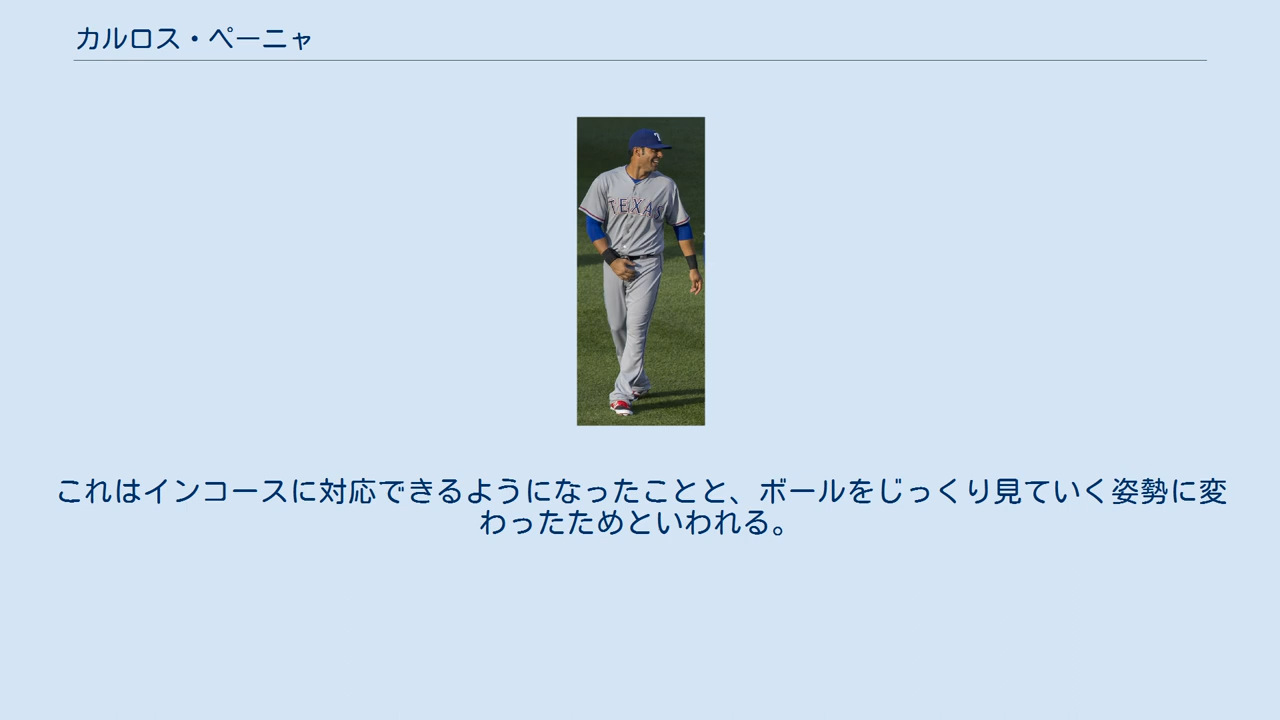 カルロス・ペーニャ
TEXAS
これはインコースに対応できるようになったことと、ボールをじっくり見ていく姿勢に変
わったためといわれる。